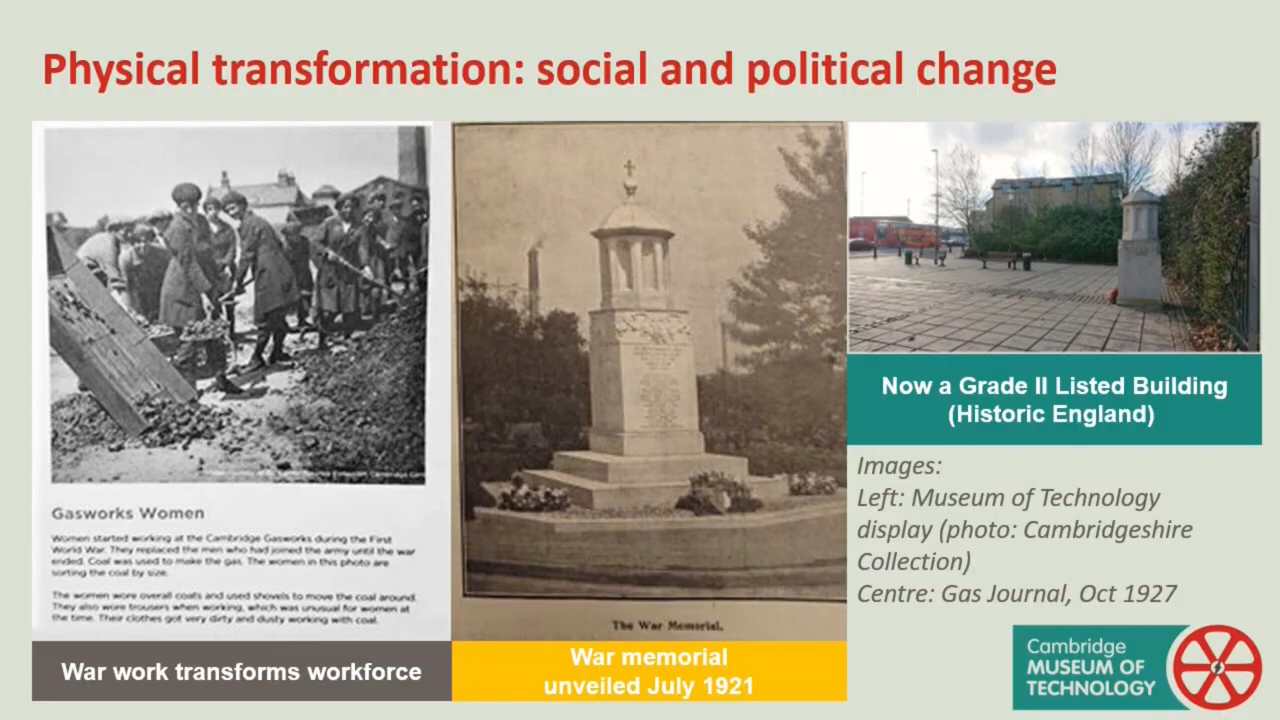 Physical transformation: social and political change
Gasworks Women
Women started working at the Cambridge Gasworks during the First
World War. They replaced the men who had joined the army until the war
ended. Coal was used to make the gas. The women in this photo are
sorting the coal by size.
The women wore overall coats and used shovels to move the coal around.
They also wore trousers when working, which was unusual for women at
the time. Their clothes got very dirty and dusty working with coal.
War work transforms workforce
The War Memorial.
War memorial
unveiled July 1921
Now a Grade II Listed Building
(Historic England)
Images:
Left: Museum of Technology
display (photo: Cambridgeshire
Collection)
Centre: Gas Journal, Oct 1927
Cambridge
MUSEUM OF
TECHNOLOGY